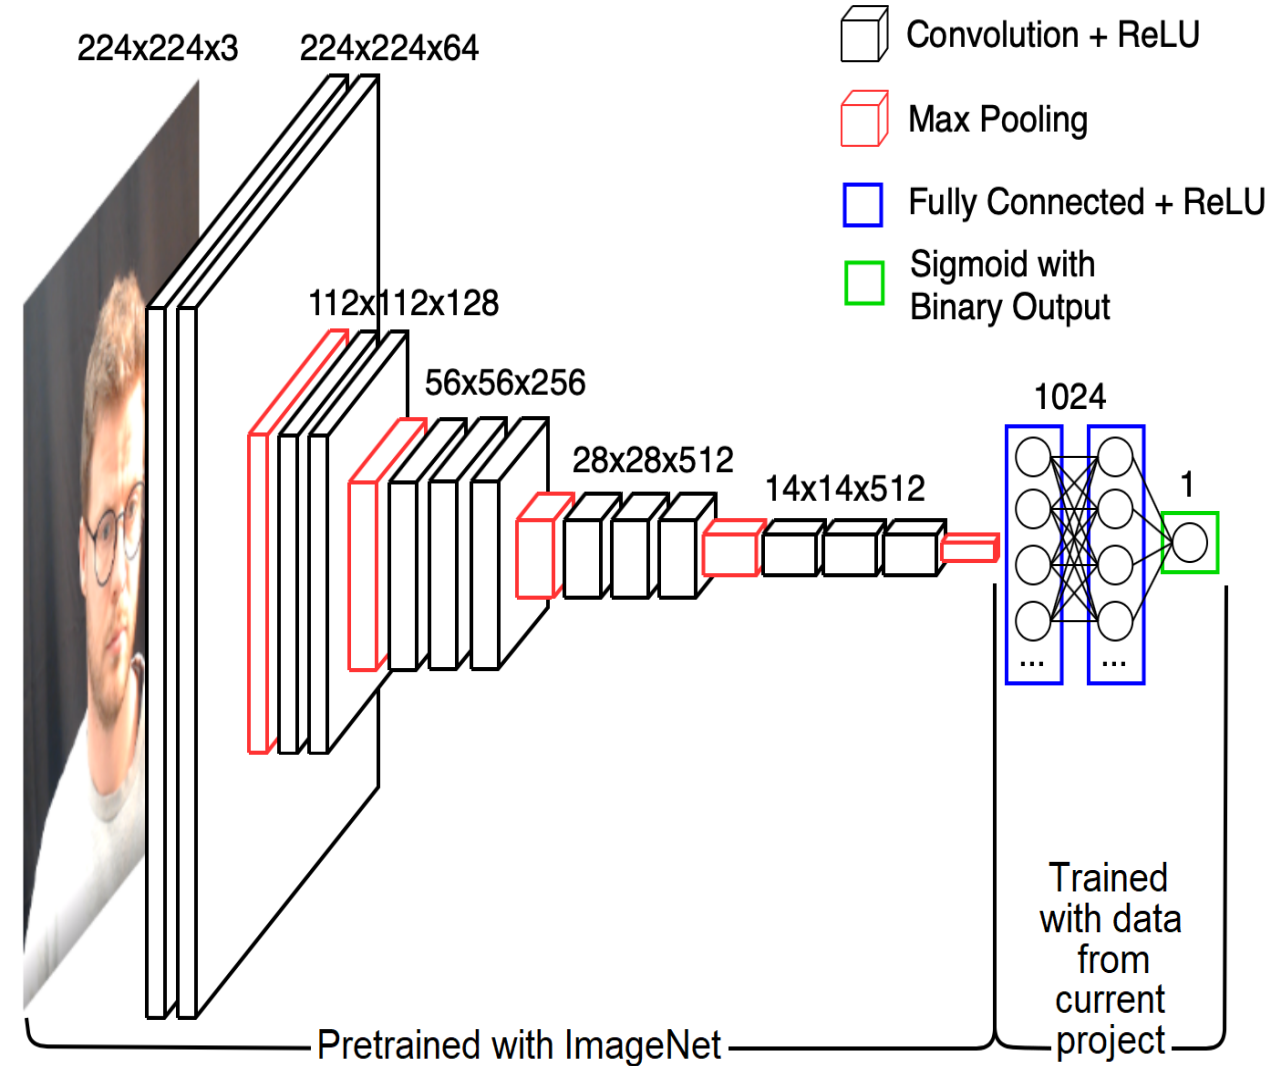 224x224x3
224x224x64
112x112x128
56x56x256
28x28x512
14x14x512
1024
1
Convolution + ReLU
Max Pooling
Fully Connected + ReLU
Sigmoid with
Binary Output
...
...
Pretrained with ImageNet
Trained
with data
from
current
project